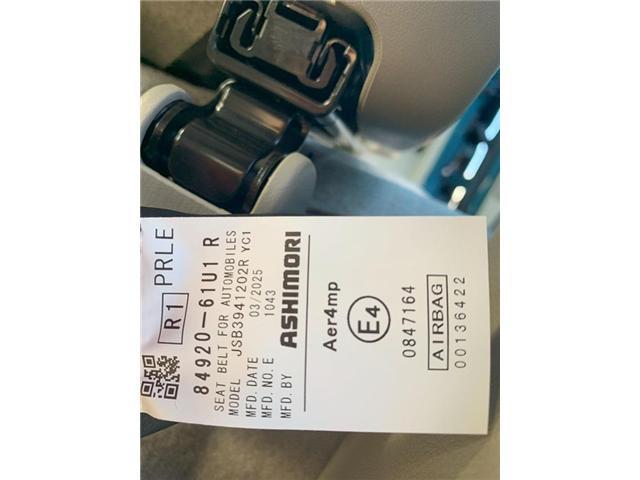 R1 PRLE
84920-61U1 R
SEAT BELT FOR AUTOMOBILES
MODEL JSB3941202R YC1
MFD. DATE 03/2025
MFD. NO. E 1043
MFD. BY ASHIMORI
Aer4mp
E4
0847164
AIRBAG
00136422